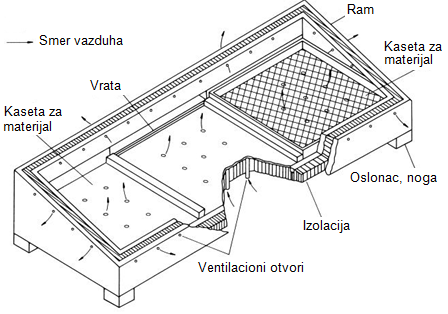 Ram
Smer vazduha
Kaseta za
materijal
Vrata
Kaseta za
materijal
Oslonac, noga
Izolacija
Ventilacioni otvori